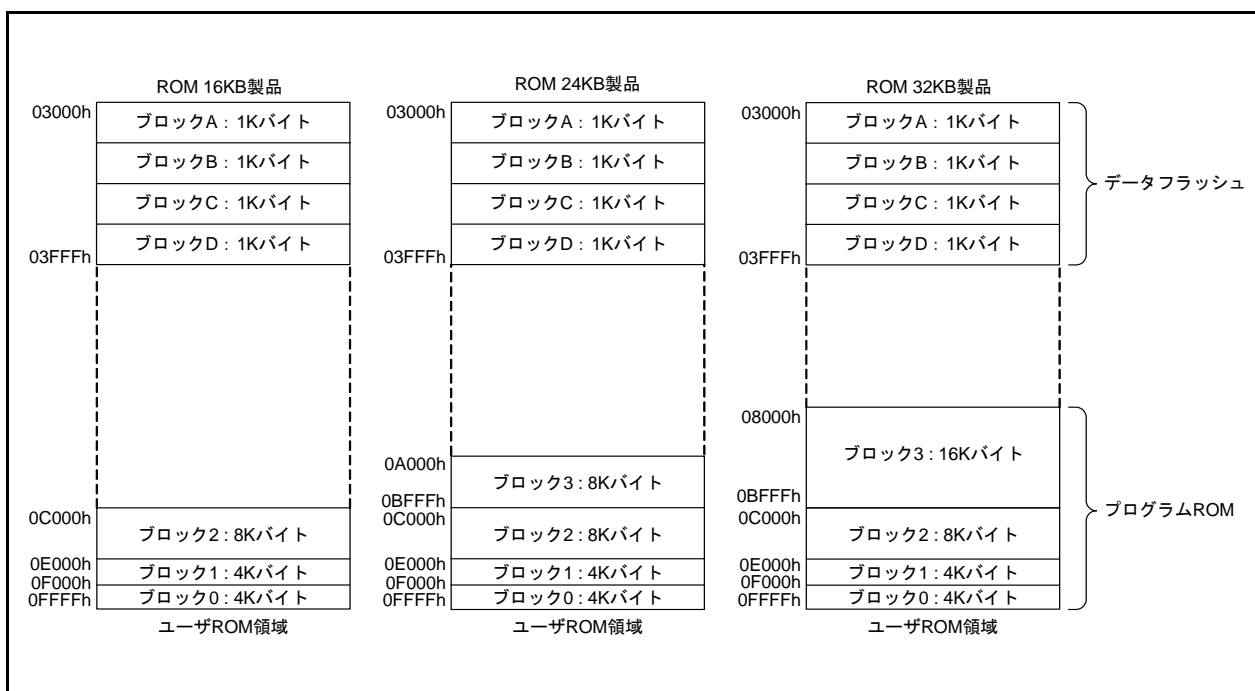 ROM 16KB製品
03000h
ブロックA : 1Kバイト
ブロックB : 1Kバイト
ブロックC : 1Kバイト
ブロックD : 1Kバイト
03FFFh
0C000h
ブロック2 : 8Kバイト
0E000h
ブロック1 : 4Kバイト
0F000h
ブロック0 : 4Kバイト
0FFFFh
ユーザROM領域
ROM 24KB製品
03000h
ブロックA : 1Kバイト
ブロックB : 1Kバイト
ブロックC : 1Kバイト
ブロックD : 1Kバイト
03FFFh
0A000h
ブロック3 : 8Kバイト
0BFFFh
0C000h
ブロック2 : 8Kバイト
0E000h
ブロック1 : 4Kバイト
0F000h
ブロック0 : 4Kバイト
0FFFFh
ユーザROM領域
ROM 32KB製品
03000h
ブロックA : 1Kバイト
ブロックB : 1Kバイト
ブロックC : 1Kバイト
ブロックD : 1Kバイト
03FFFh
データフラッシュ
08000h
ブロック3 : 16Kバイト
0BFFFh
0C000h
ブロック2 : 8Kバイト
0E000h
ブロック1 : 4Kバイト
0F000h
ブロック0 : 4Kバイト
0FFFFh
プログラムROM
ユーザROM領域